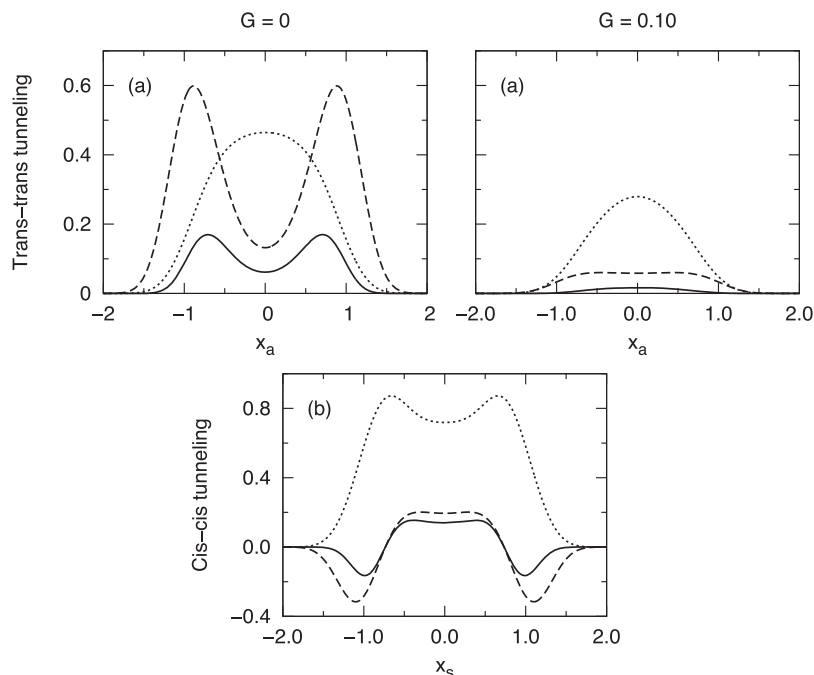 G = 0
G = 0.10
Trans–trans tunneling
0.6
0.4
0.2
0
(a)
−2
−1
0
1
2
x_a
(a)
−2.0
−1.0
0.0
1.0
2.0
x_a
Cis–cis tunneling
0.8
0.4
0.0
−0.4
(b)
−2.0
−1.0
0.0
1.0
2.0
x_s